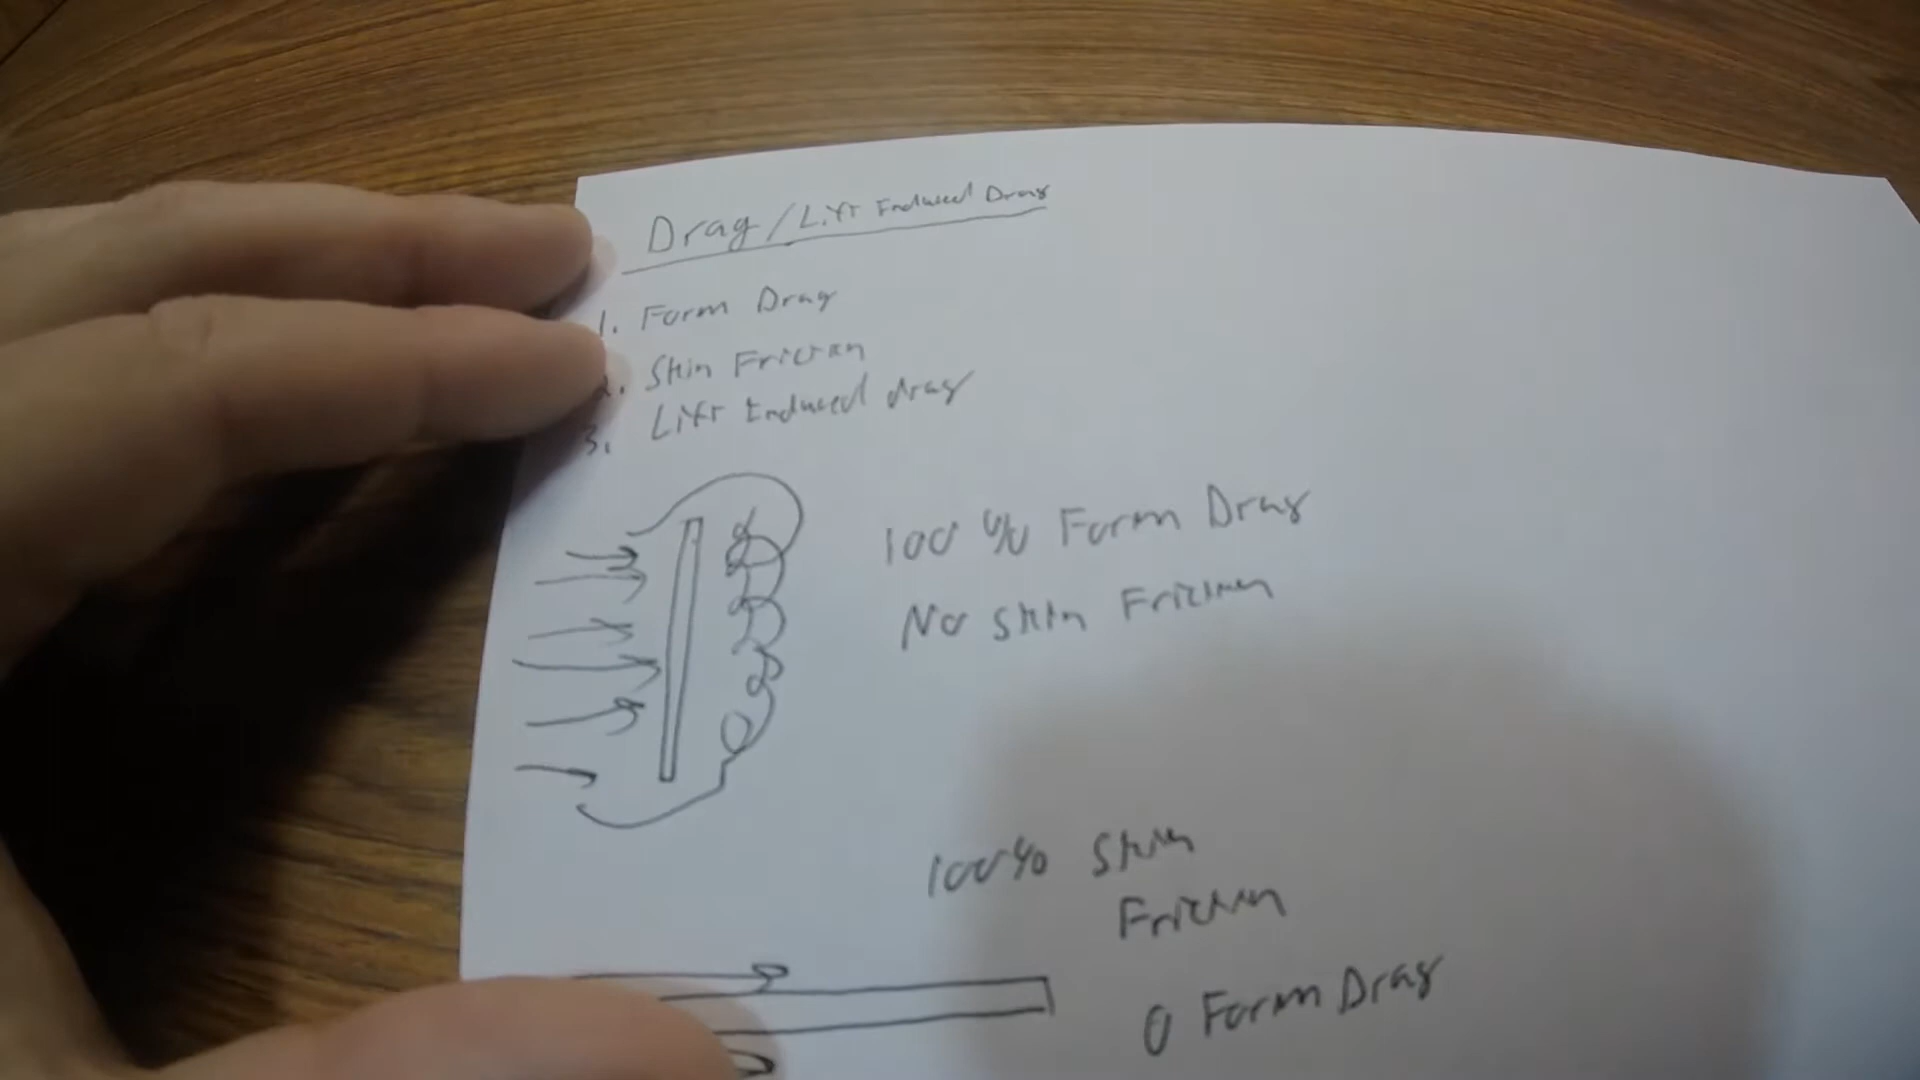 Drag / Lift Induced Drag
1. Form Drag
2. Skin Friction
3. Lift Induced drag
100 % Form Drag
No Skin Friction
100% Skin
Friction
0 Form Drag